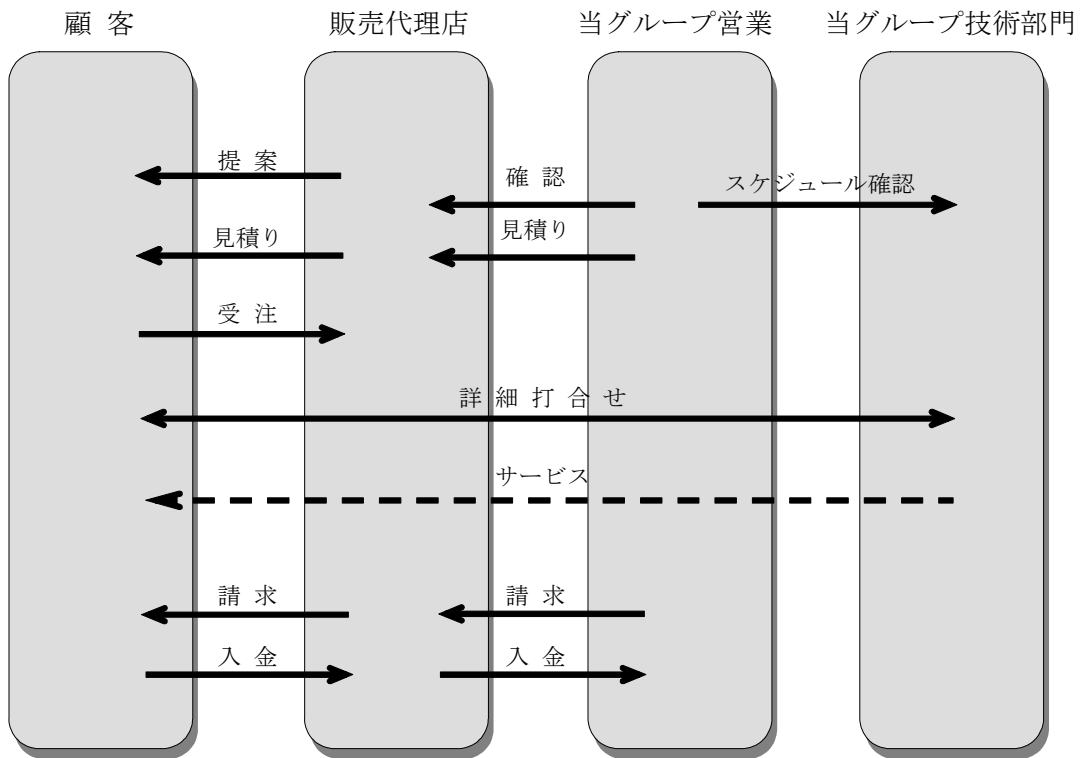 顧 客 販売代理店 当グループ営業 当グループ技術部門
提 案
確 認 スケジュール確認
見積り 見積り
受 注
詳 細 打 合 せ
サービス
請 求 請 求
入 金 入 金